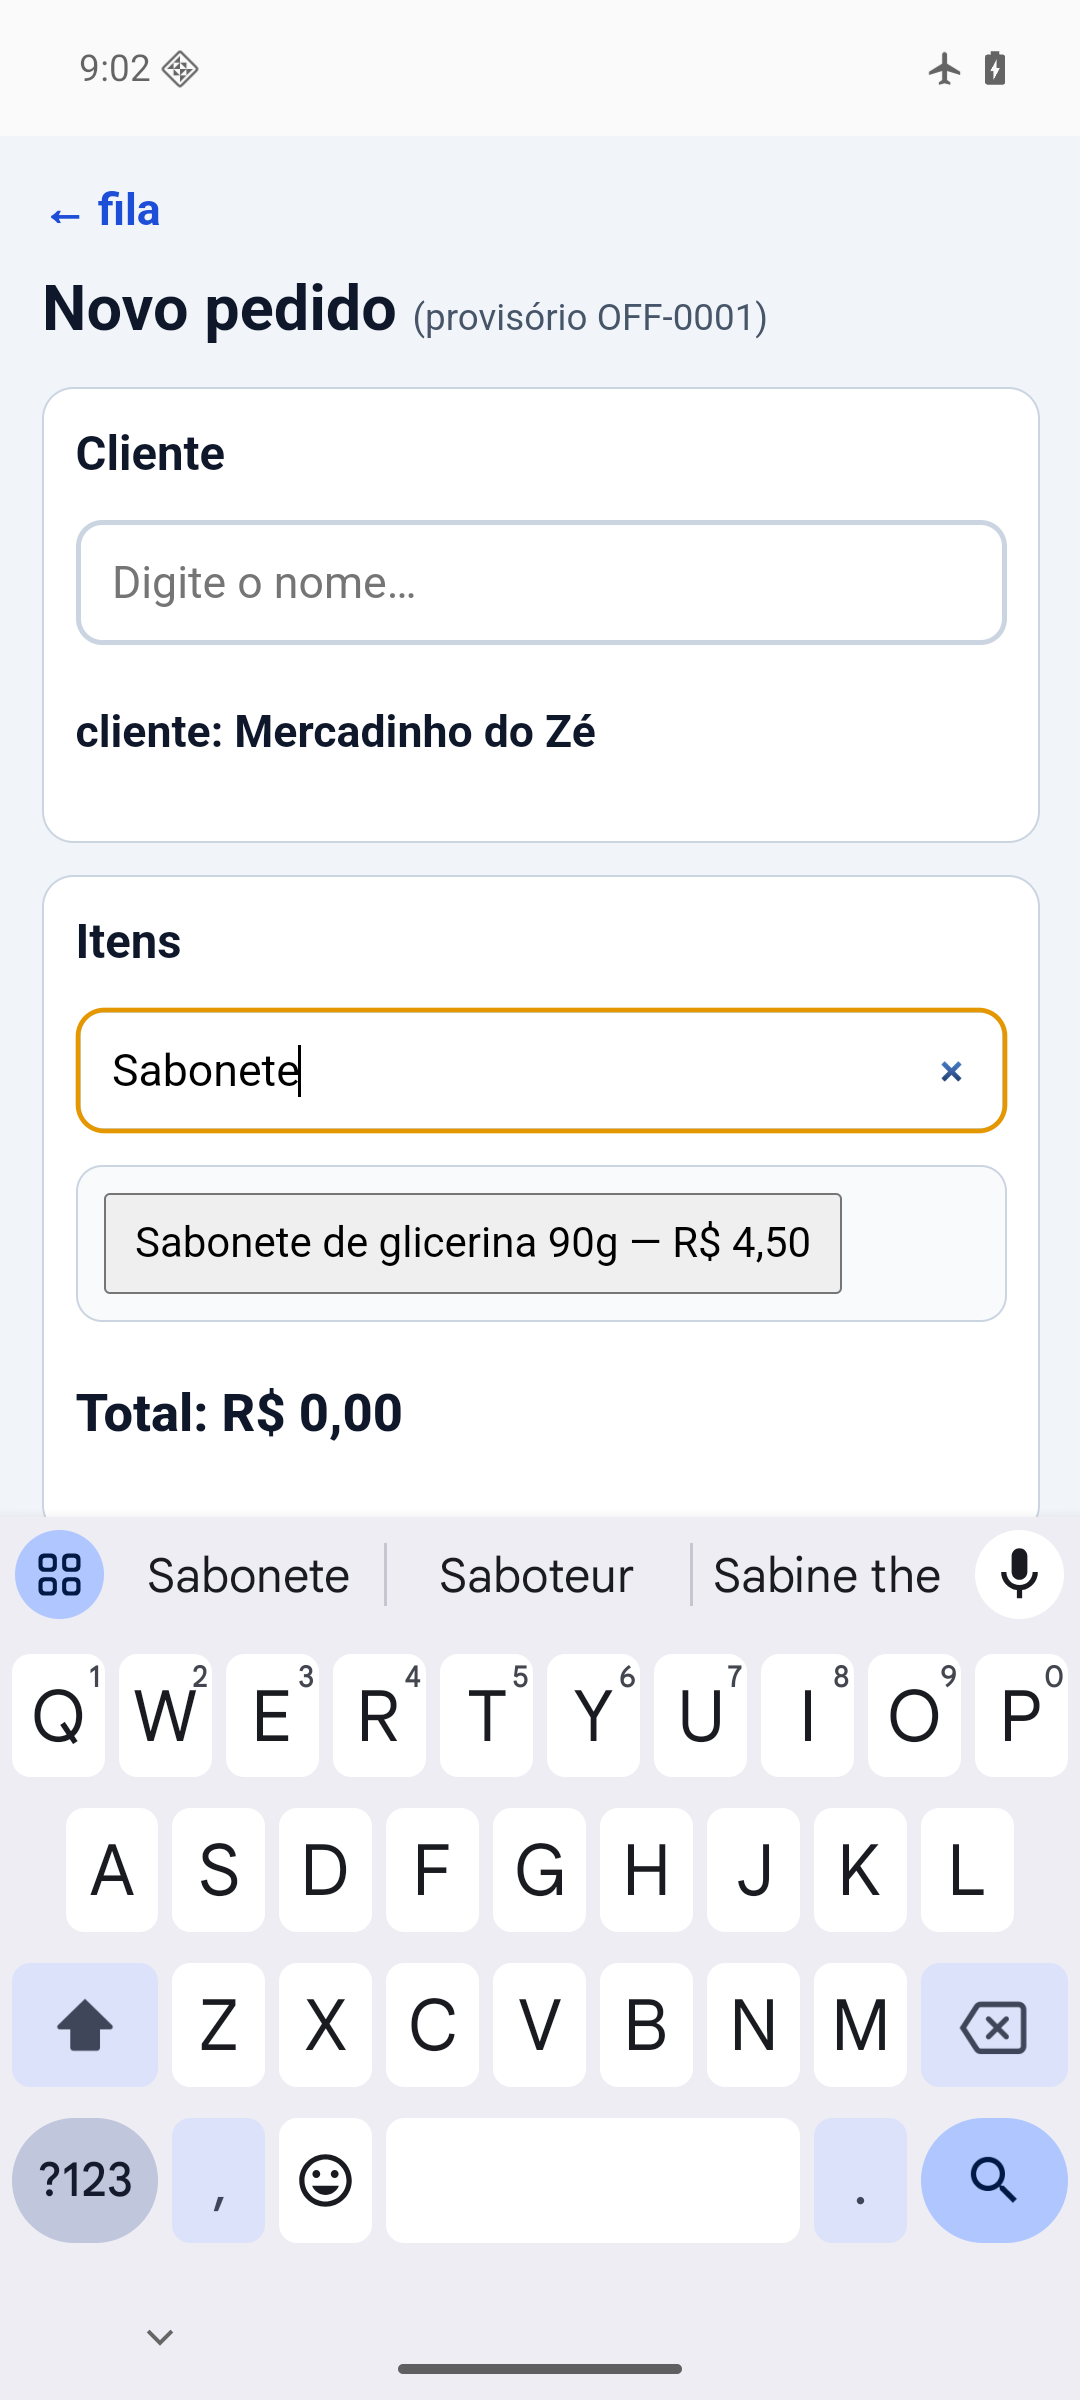 9:02
← fila
Novo pedido (provisório OFF-0001)
Cliente
Digite o nome...
cliente: Mercadinho do Zé
Itens
Sabonete ×
Sabonete de glicerina 90g — R$ 4,50
Total: R$ 0,00
Sabonete Saboteur Sabine the
Q1 W2 E3 R4 T5 Y6 U7 I8 O9 P0
A S D F G H J K L
Z X C V B N M
?123 , .